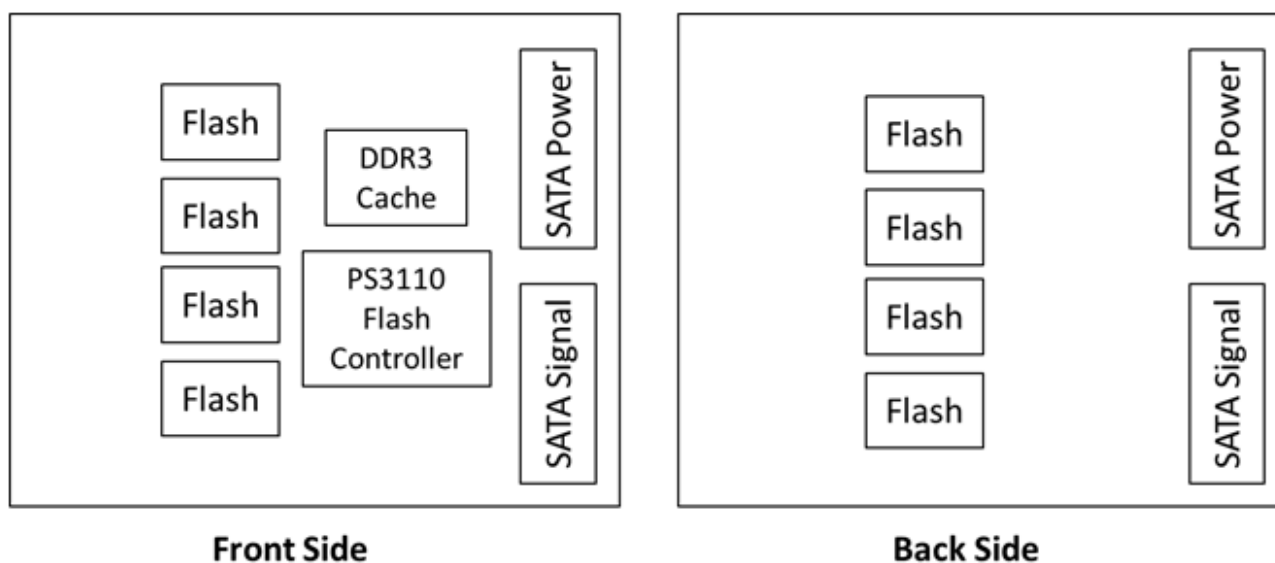 Flash
Flash
Flash
Flash
DDR3
Cache
PS3110
Flash
Controller
SATA Power
SATA Signal
Front Side
Flash
Flash
Flash
Flash
SATA Power
SATA Signal
Back Side